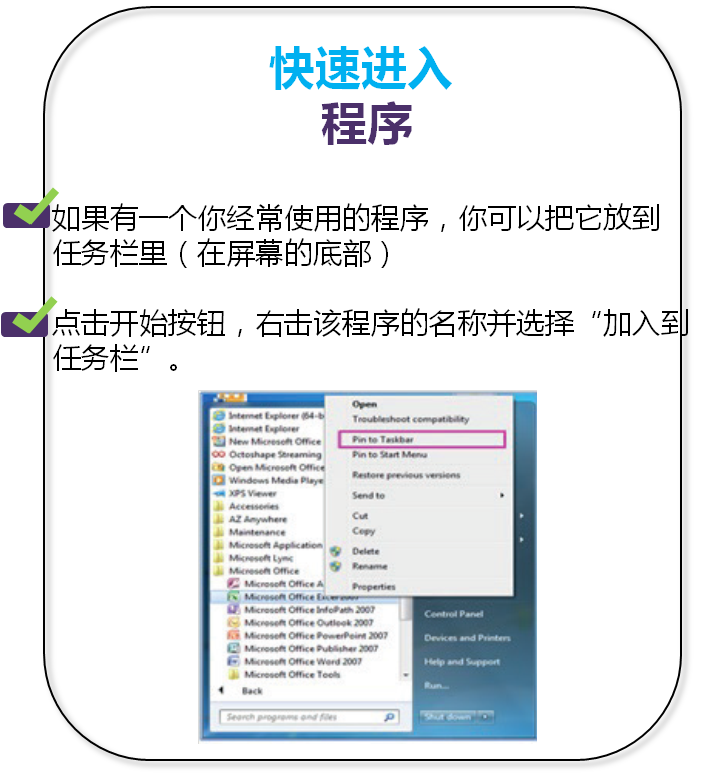 快速进入
程序
如果有一个你经常使用的程序，你可以把它放到
任务栏里（在屏幕的底部）
点击开始按钮，右击该程序的名称并选择“加入到
任务栏”。
Internet Explorer (64-b
Internet Explorer
New Microsoft Office
Octoshape Streaming
Open Microsoft Office
Windows Media Playe
XPS Viewer
Accessories
AZ Anywhere
Maintenance
Microsoft Application
Microsoft Lync
Microsoft Office
Microsoft Office A
Microsoft Office Excel 2007
Microsoft Office InfoPath 2007
Microsoft Office Outlook 2007
Microsoft Office PowerPoint 2007
Microsoft Office Publisher 2007
Microsoft Office Word 2007
Microsoft Office Tools
Back
Search programs and files
Open
Troubleshoot compatibility
Pin to Taskbar
Pin to Start Menu
Restore previous versions
Send to
Cut
Copy
Delete
Rename
Properties
Control Panel
Devices and Printers
Help and Support
Run...
Shut down